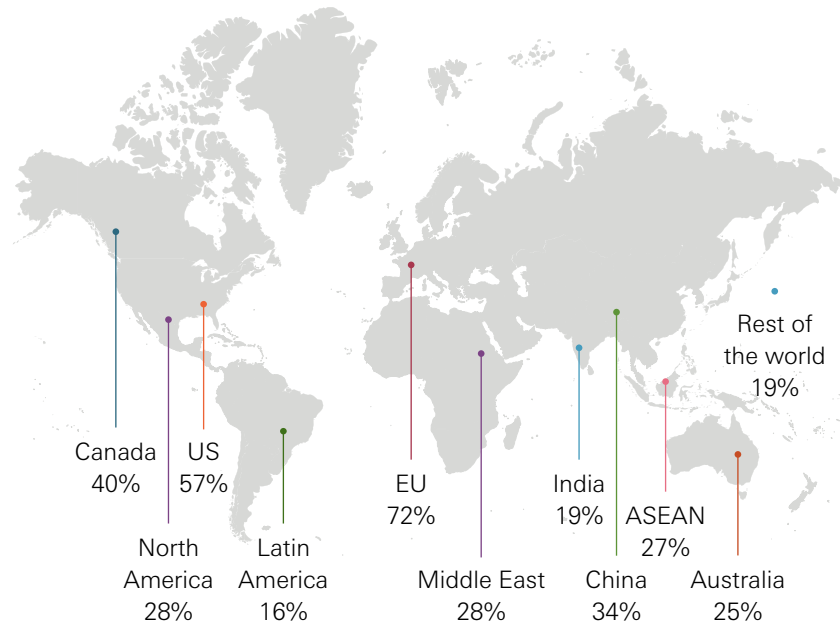 Canada
40%
US
57%
North
America
28%
Latin
America
16%
EU
72%
Middle East
28%
India
19%
China
34%
ASEAN
27%
Australia
25%
Rest of
the world
19%